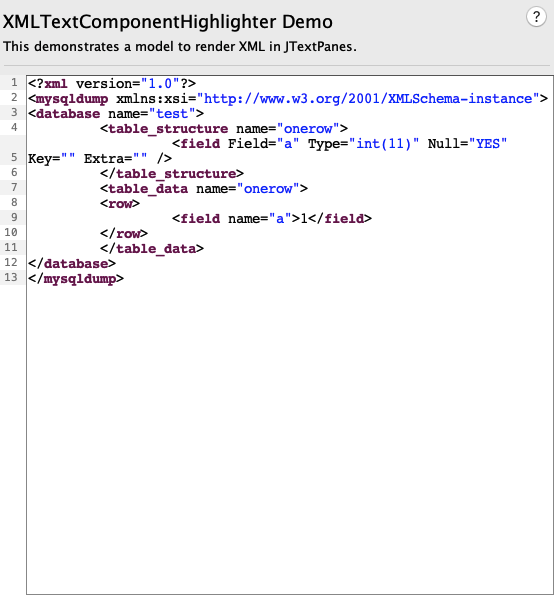 XMLTextComponentHighlighter Demo
?
This demonstrates a model to render XML in JTextPanes.
1 <?xml version="1.0"?>
2 <mysqldump xmlns:xsi="http://www.w3.org/2001/XMLSchema-instance">
3 <database name="test">
4 <table_structure name="onerow">
<field Field="a" Type="int(11)" Null="YES"
5 Key="" Extra="" />
6 </table_structure>
7 <table_data name="onerow">
8 <row>
9 <field name="a">1</field>
10 </row>
11 </table_data>
12 </database>
13 </mysqldump>